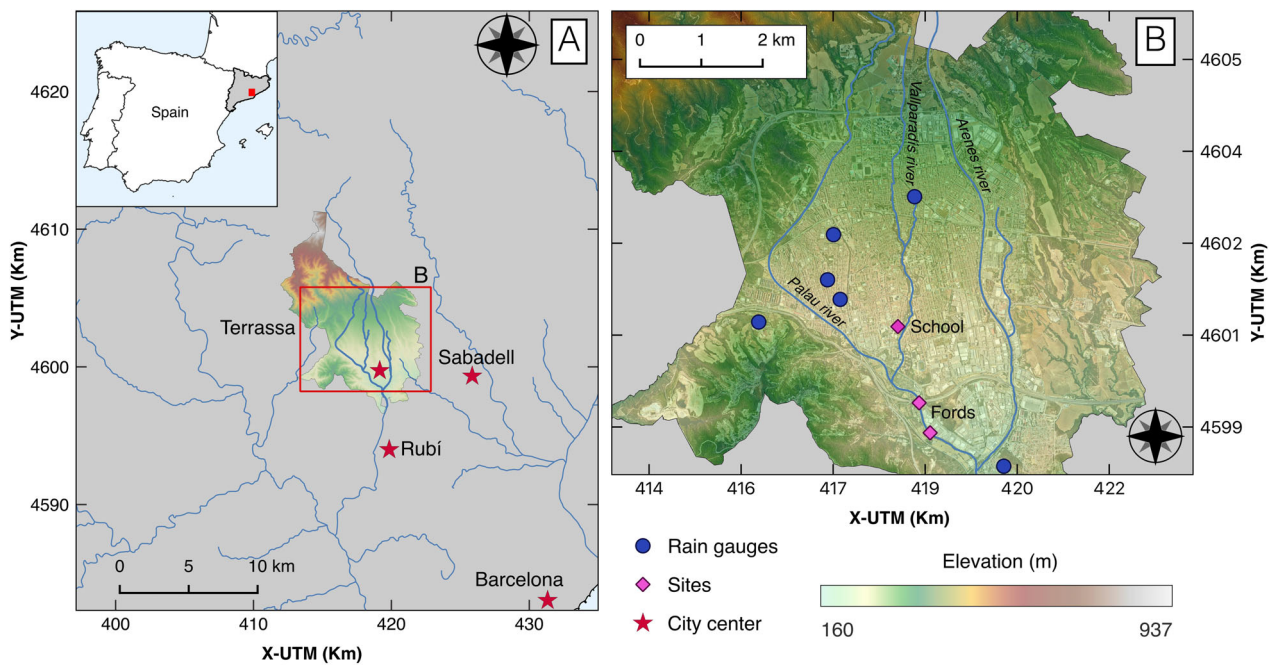 A
Spain
4620
4610
4600
4590
Y-UTM (Km)
B
Terrassa
Sabadell
Rubí
Barcelona
0 5 10 km
400 410 420 430
X-UTM (Km)
B
0 1 2 km
Vallparadis river
Arenes river
Palau river
School
Fords
4605
4604
4602
4601
4599
Y-UTM (Km)
414 416 417 419 420 422
X-UTM (Km)
Rain gauges
Sites
City center
Elevation (m)
160 937